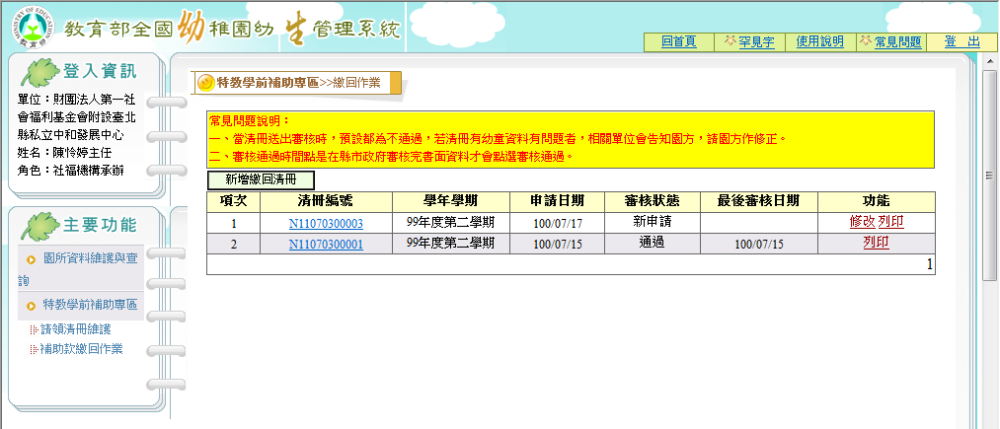 教育部全國幼稚園幼生管理系統
MINISTRY OF EDUCATION
教育部
回首頁 罕見字 使用說明 常見問題 登 出
登入資訊
單位：財團法人第一社
會福利基金會附設臺北
縣私立中和發展中心
姓名：陳怜婷主任
角色：社福機構承辦
主要功能
園所資料維護與查
詢
特教學前補助專區
請領清冊維護
補助款繳回作業
特教學前補助專區>>繳回作業
常見問題說明：
一、當清冊送出審核時，預設都為不通過，若清冊有幼童資料有問題者，相關單位會告知園方，請園方作修正。
二、審核通過時間點是在縣市政府審核完書面資料才會點選審核通過。
新增繳回清冊
項次 清冊編號 學年學期 申請日期 審核狀態 最後審核日期 功能
1 N11070300003 99年度第二學期 100/07/17 新申請 修改 列印
2 N11070300001 99年度第二學期 100/07/15 通過 100/07/15 列印
1